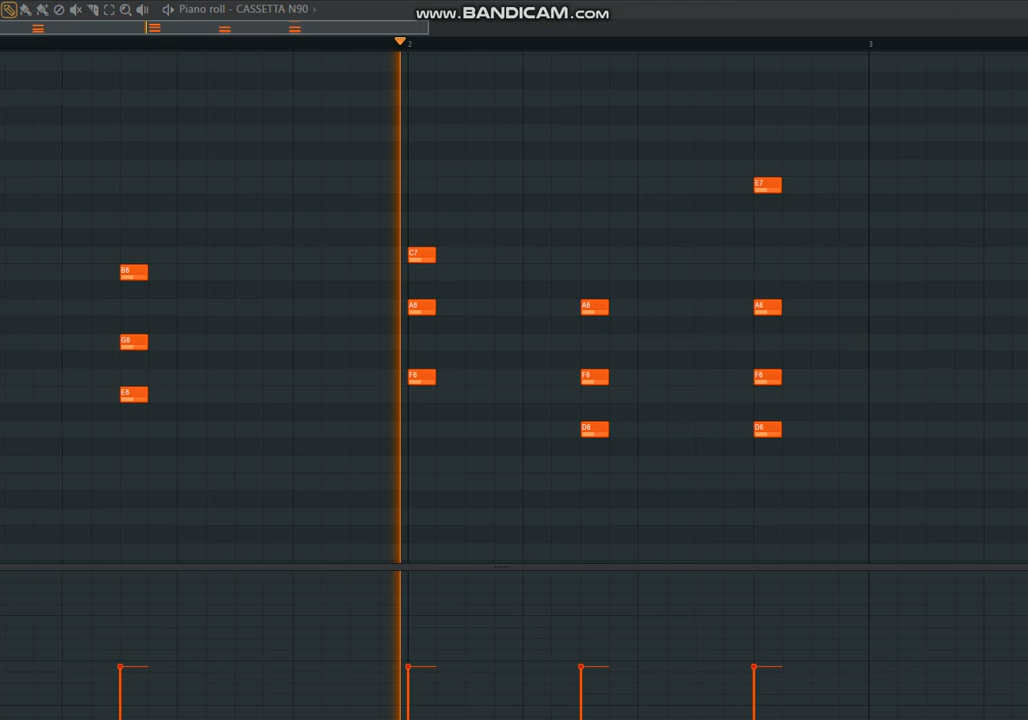 Piano roll - CASSETTA N90 ›
www.BANDICAM.com
2 3
E7
C7
B6
A6 A6 A6
G6
F6 F6 F6
E6
D6 D6